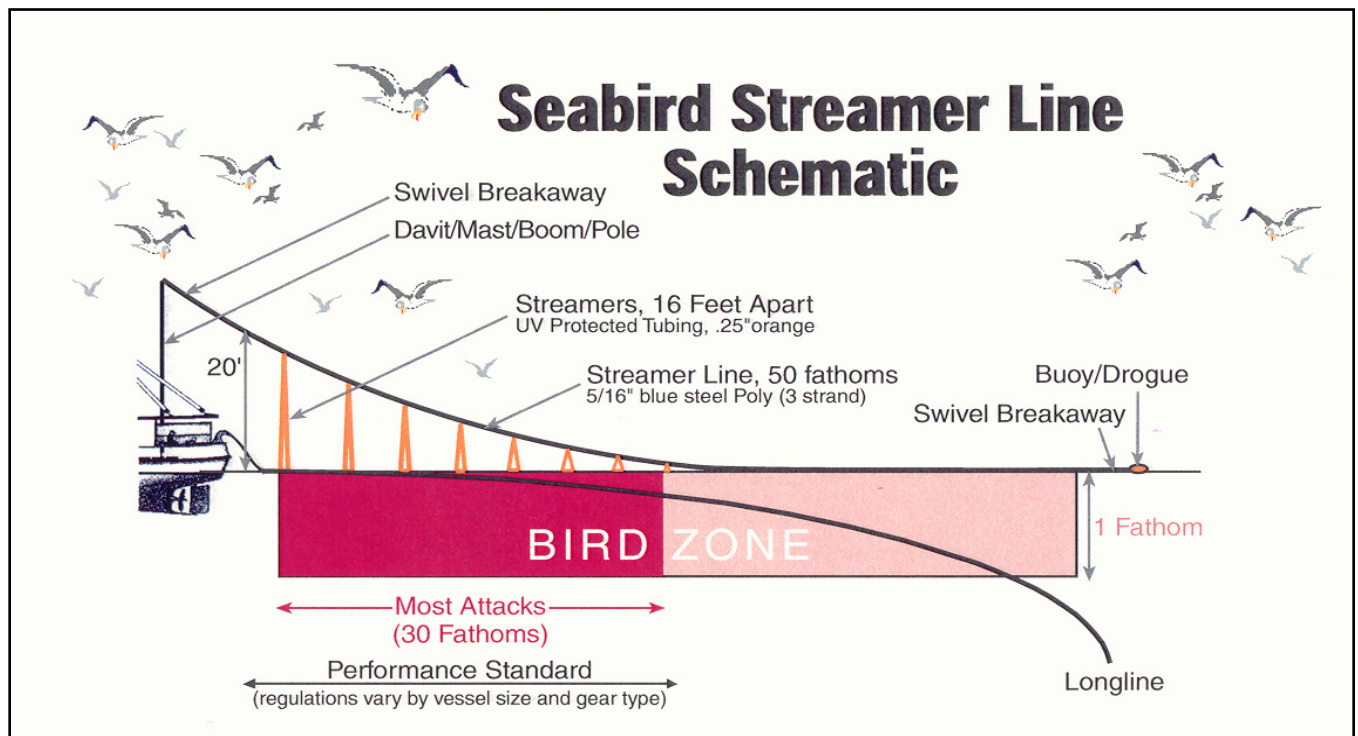 Seabird Streamer Line
Schematic
Swivel Breakaway
Davit/Mast/Boom/Pole
Streamers, 16 Feet Apart
UV Protected Tubing, .25"orange
20'
Streamer Line, 50 fathoms
5/16" blue steel Poly (3 strand)
Buoy/Drogue
Swivel Breakaway
1 Fathom
BIRD ZONE
Most Attacks
(30 Fathoms)
Performance Standard
(regulations vary by vessel size and gear type)
Longline